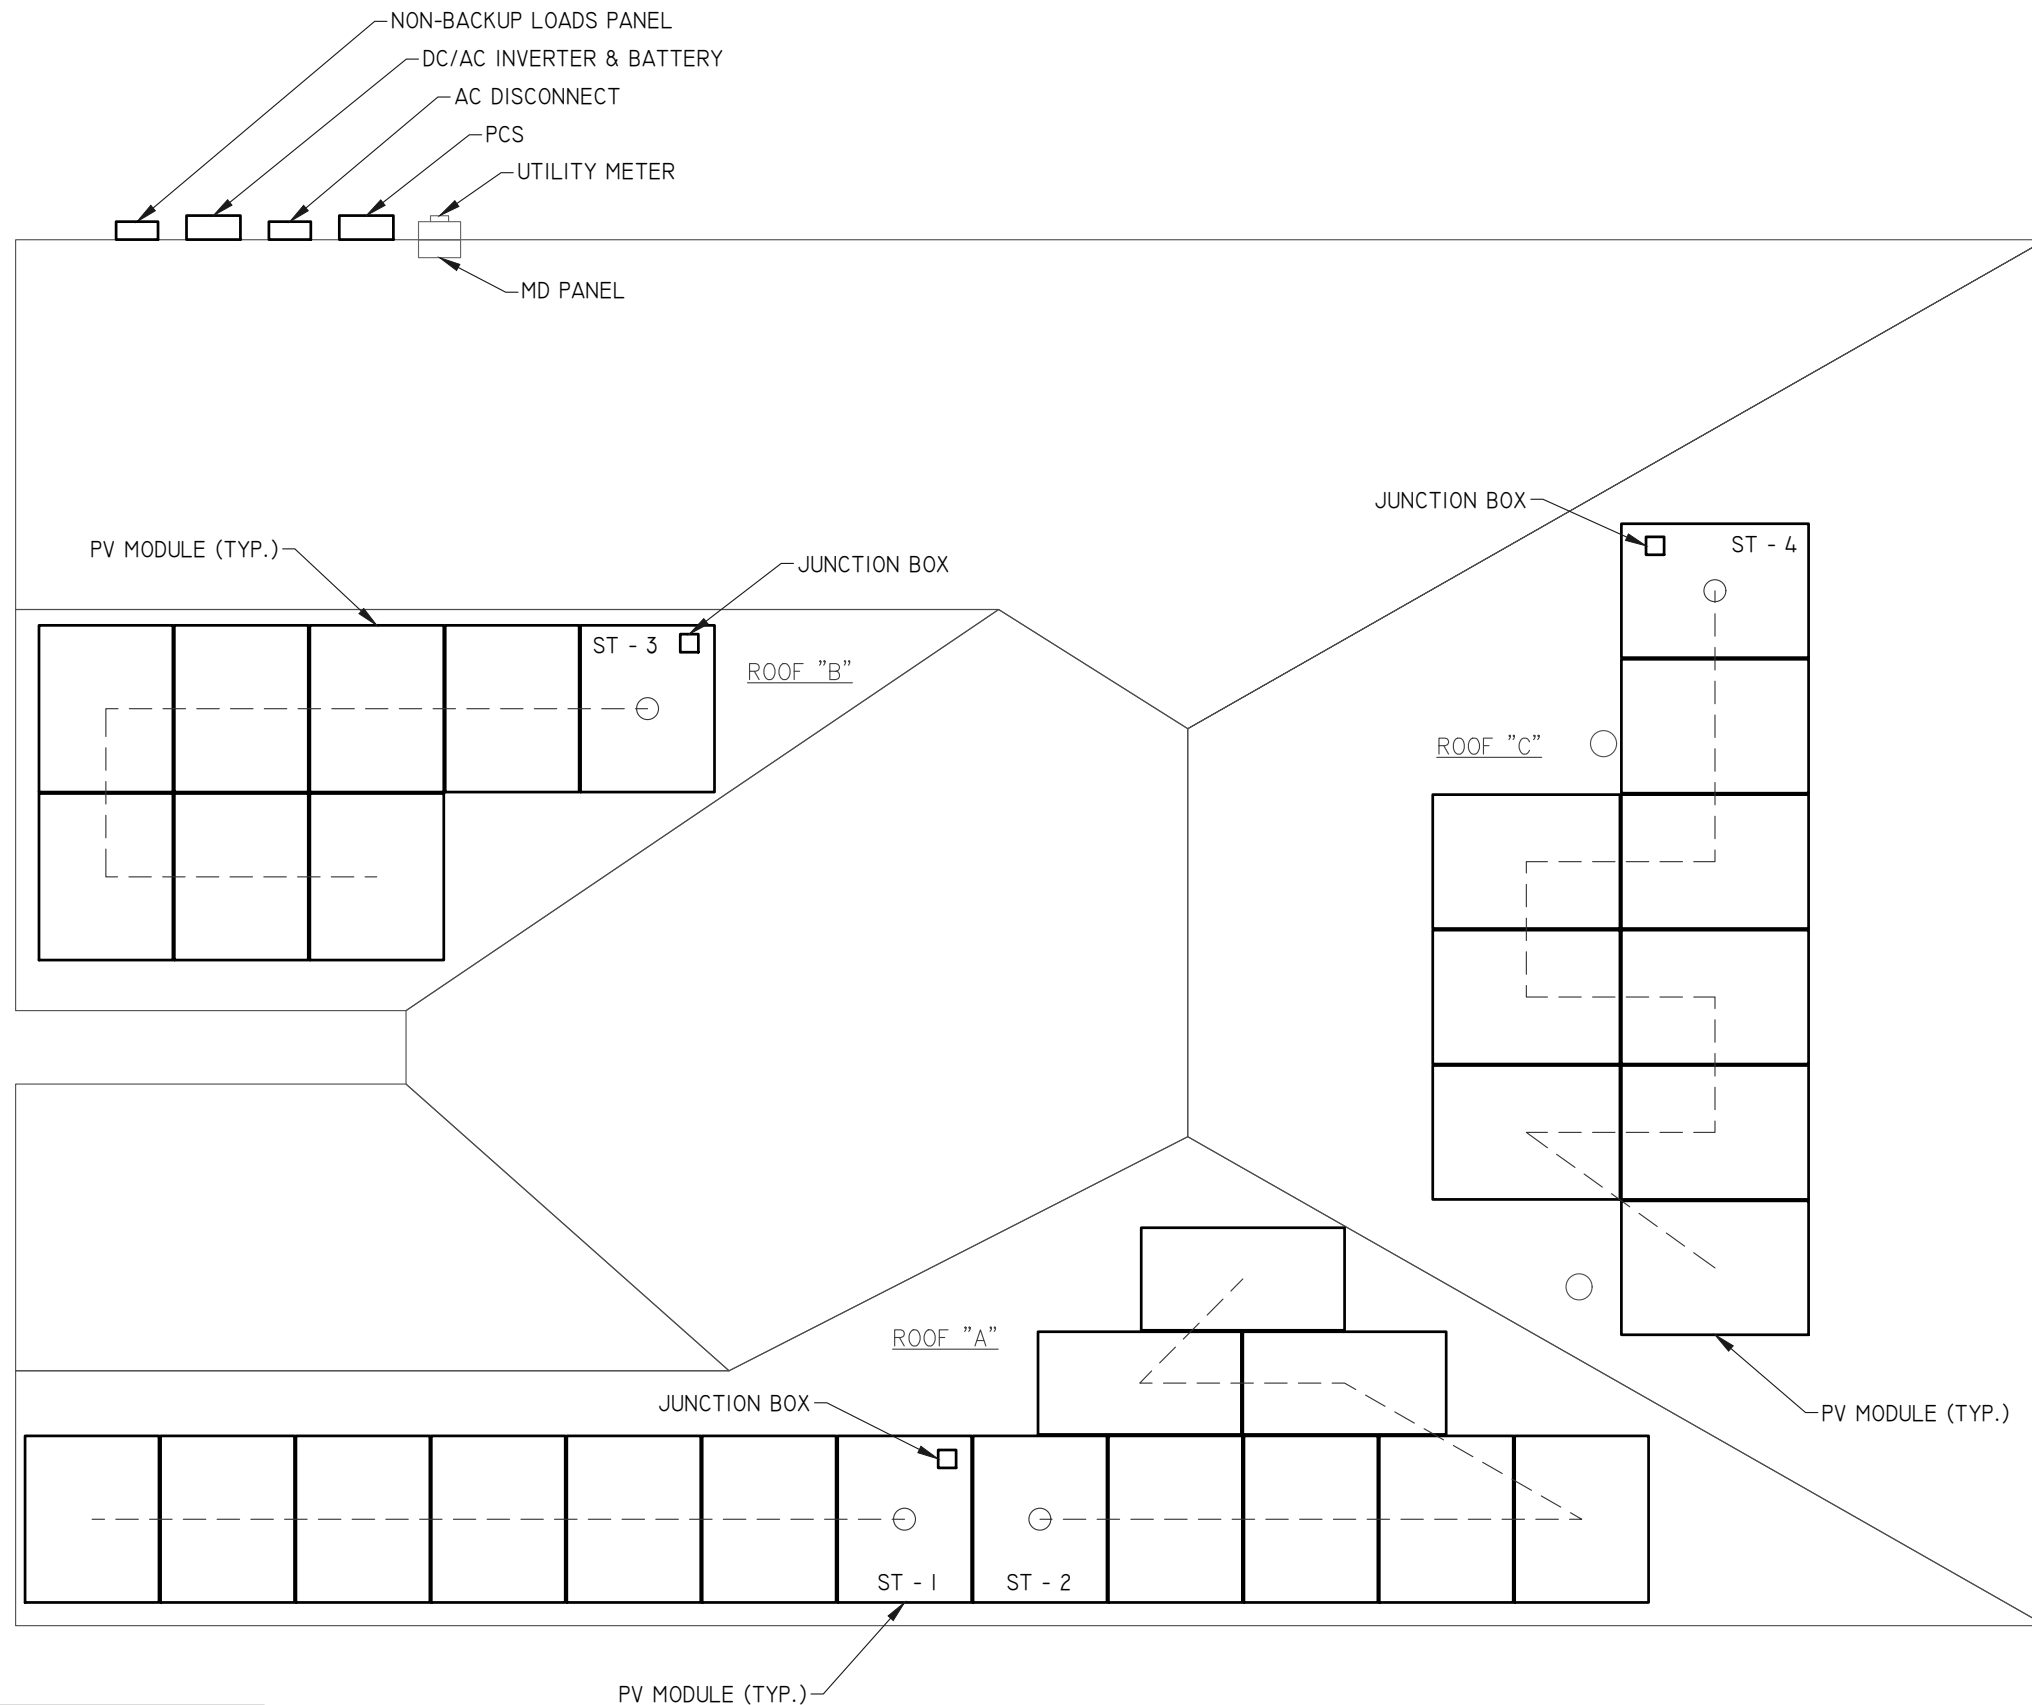 NON-BACKUP LOADS PANEL
DC/AC INVERTER & BATTERY
AC DISCONNECT
PCS
UTILITY METER
MD PANEL
JUNCTION BOX
ST - 4
PV MODULE (TYP.)
JUNCTION BOX
ST - 3
ROOF "B"
ROOF "C"
ROOF "A"
JUNCTION BOX
PV MODULE (TYP.)
ST - 1
ST - 2
PV MODULE (TYP.)